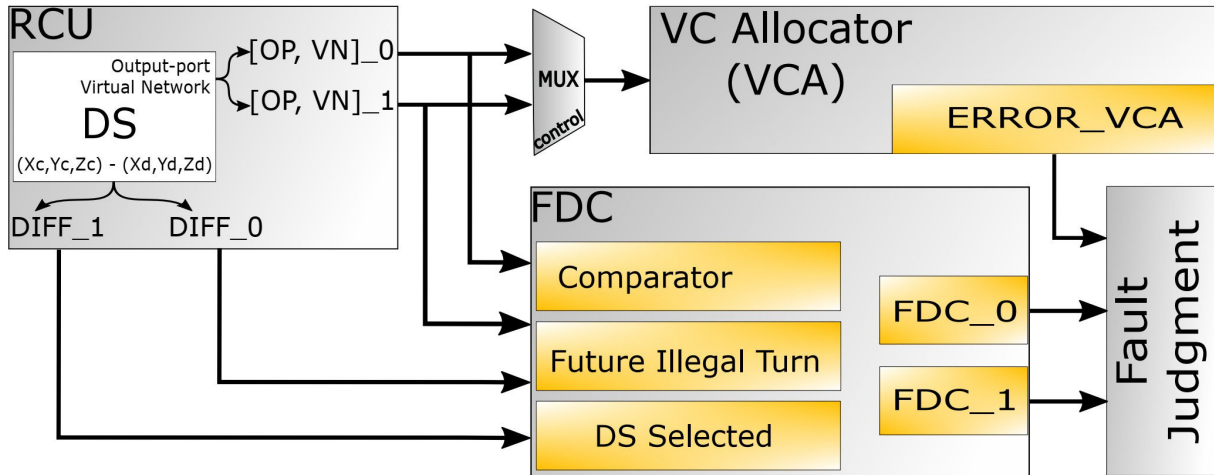 RCU
Output-port
Virtual Network
DS
(Xc,Yc,Zc) - (Xd,Yd,Zd)
[OP, VN]_0
[OP, VN]_1
DIFF_1
DIFF_0
MUX
control
VC Allocator
(VCA)
ERROR_VCA
FDC
Comparator
Future Illegal Turn
DS Selected
FDC_0
FDC_1
Fault
Judgment